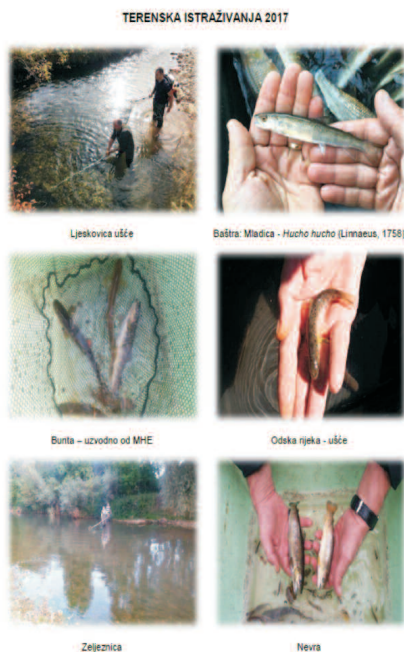 TERENSKA ISTRAŽIVANJA 2017
Ljeskovica ušće
Baštra: Mladica - Hucho hucho (Linnaeus, 1758)
Burita – uzvodno od MHE
Odska rijeka - ušće
Zeljeznica
Nevra